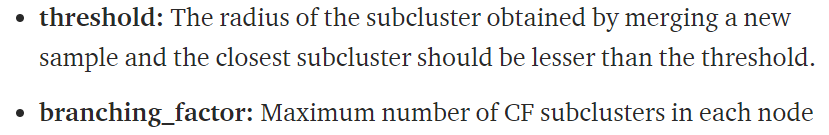 • threshold: The radius of the subcluster obtained by merging a new
sample and the closest subcluster should be lesser than the threshold.
• branching_factor: Maximum number of CF subclusters in each node